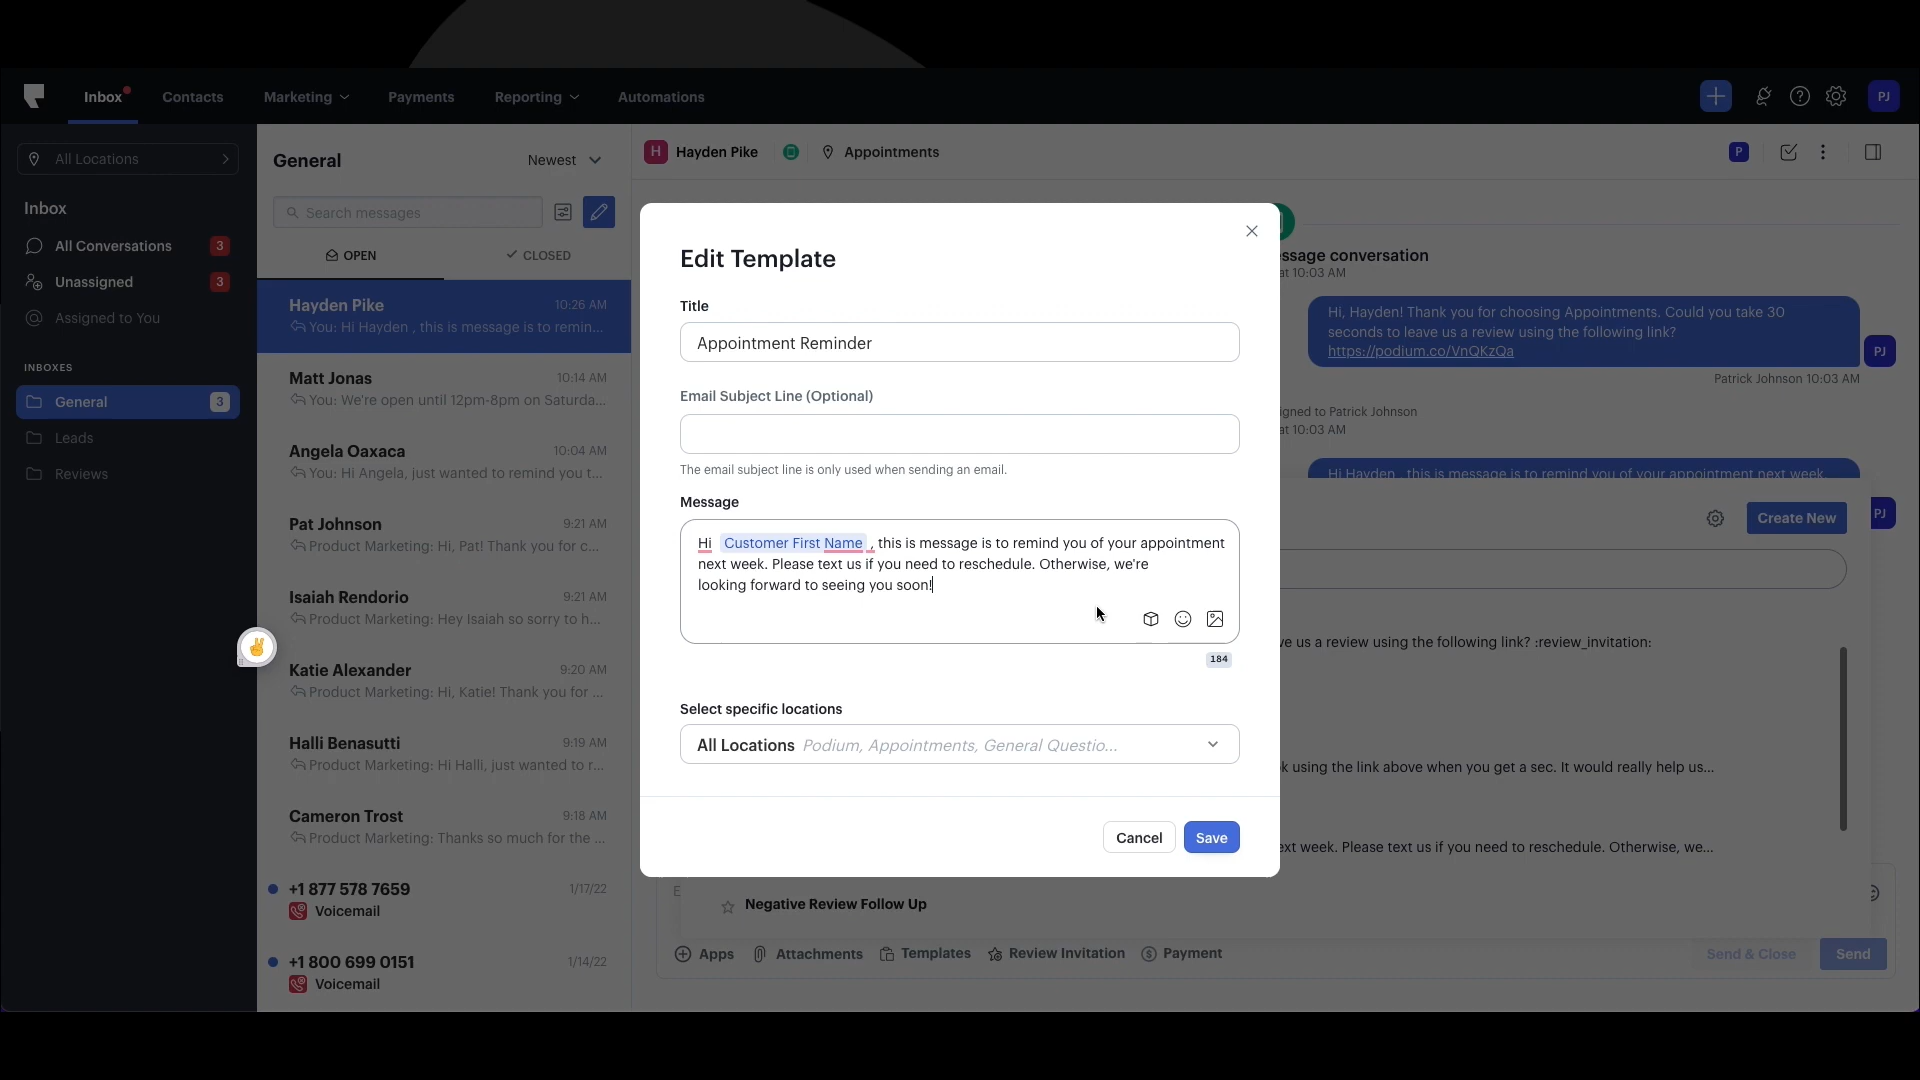 Inbox
Contacts
Marketing
Payments
Reporting
Automations
PJ
All Locations
Inbox
All Conversations 3
Unassigned 3
Assigned to You
INBOXES
General 3
Leads
Reviews
General
Newest
Search messages
OPEN
CLOSED
Hayden Pike 10:26 AM
You: Hi Hayden , this is message is to remin...
Matt Jonas 10:14 AM
You: We're open until 12pm-8pm on Saturda...
Angela Oaxaca 10:04 AM
You: Hi Angela, just wanted to remind you t...
Pat Johnson 9:21 AM
Product Marketing: Hi, Pat! Thank you for c...
Isaiah Rendorio 9:21 AM
Product Marketing: Hey Isaiah so sorry to h...
Katie Alexander 9:20 AM
Product Marketing: Hi, Katie! Thank you for ...
Halli Benasutti 9:19 AM
Product Marketing: Hi Halli, just wanted to r...
Cameron Trost 9:18 AM
Product Marketing: Thanks so much for the ...
+1 877 578 7659 1/17/22
Voicemail
+1 800 699 0151 1/14/22
Voicemail
H Hayden Pike
Appointments
P
ssage conversation
at 10:03 AM
Hi, Hayden! Thank you for choosing Appointments. Could you take 30
seconds to leave us a review using the following link?
https://podium.co/VnQKzQa
PJ
Patrick Johnson 10:03 AM
igned to Patrick Johnson
at 10:03 AM
Hi Hayden , this is message is to remind you of your appointment next week.
PJ
Create New
ve us a review using the following link? :review_invitation:
k using the link above when you get a sec. It would really help us...
ext week. Please text us if you need to reschedule. Otherwise, we...
Negative Review Follow Up
E
Apps
Attachments
Templates
Review Invitation
Payment
Send & Close
Send
Edit Template
Title
Appointment Reminder
Email Subject Line (Optional)
The email subject line is only used when sending an email.
Message
Hi Customer First Name , this is message is to remind you of your appointment
next week. Please text us if you need to reschedule. Otherwise, we're
looking forward to seeing you soon!
184
Select specific locations
All Locations Podium, Appointments, General Questio...
Cancel
Save